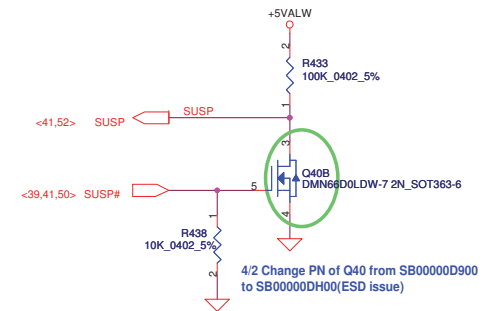 +5VALW
2
R433
100K_0402_5%
1
<41,52> SUSP
SUSP
3
Q40B
DMN66D0LDW-7 2N_SOT363-6
<39,41,50> SUSP#
5
4
1
R438
10K_0402_5%
2
4/2 Change PN of Q40 from SB00000D900
to SB00000DH00(ESD issue)